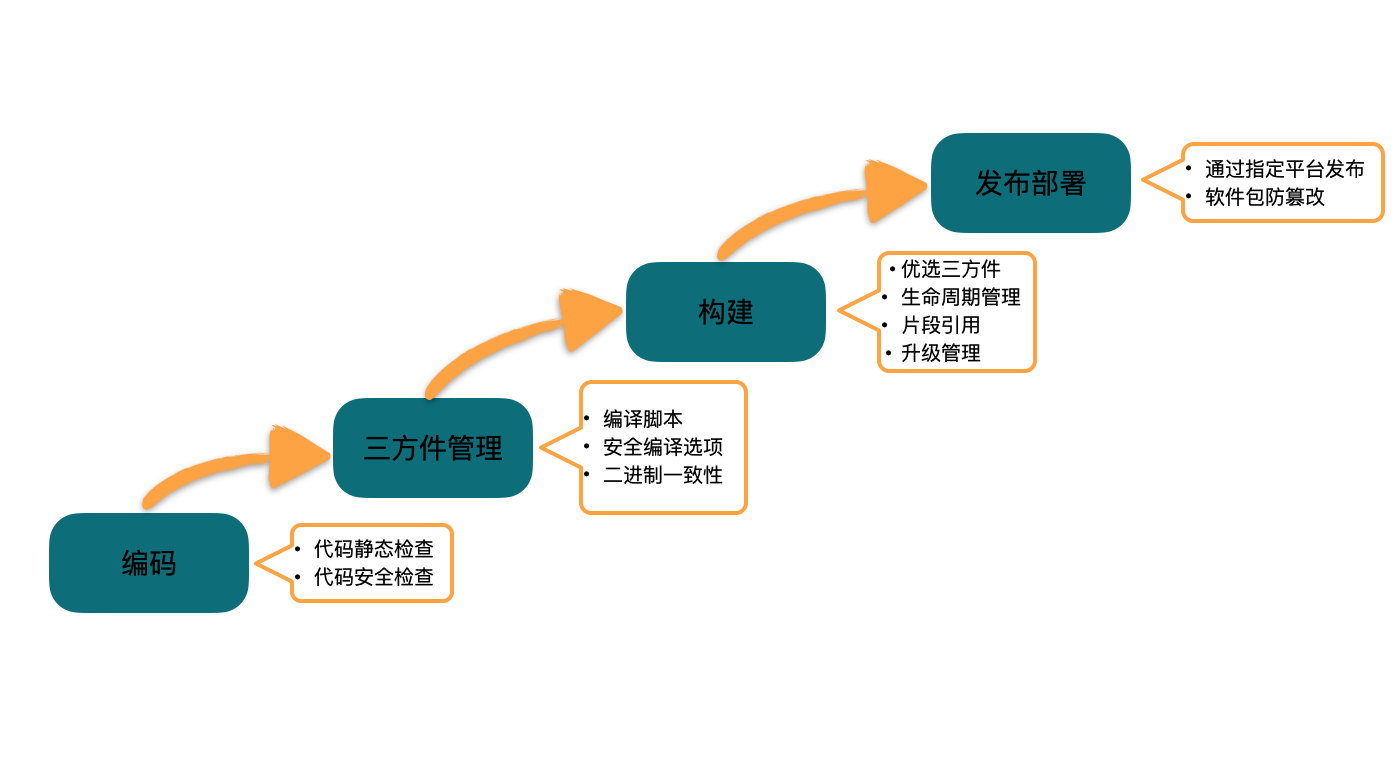 发布部署
• 通过指定平台发布
• 软件包防篡改
构建
• 优选三方件
• 生命周期管理
• 片段引用
• 升级管理
三方件管理
• 编译脚本
• 安全编译选项
• 二进制一致性
编码
• 代码静态检查
• 代码安全检查